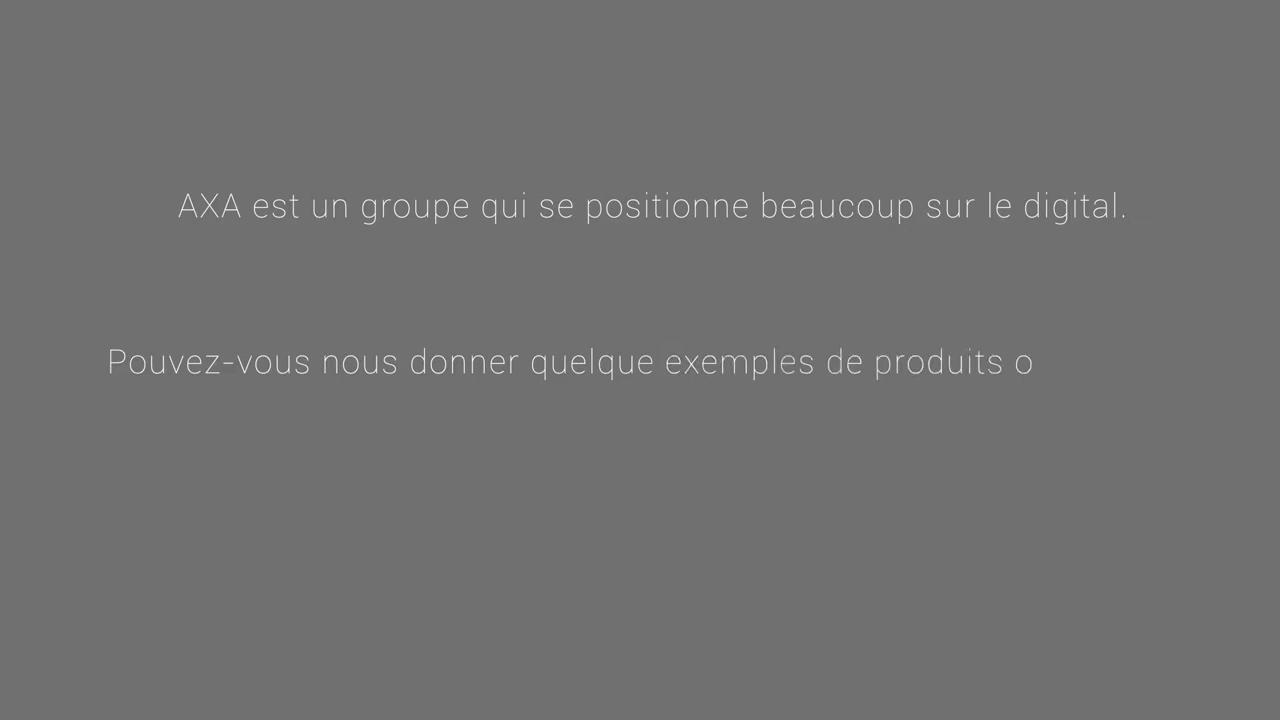 AXA est un groupe qui se positionne beaucoup sur le digital.
Pouvez-vous nous donner quelque exemples de produits o